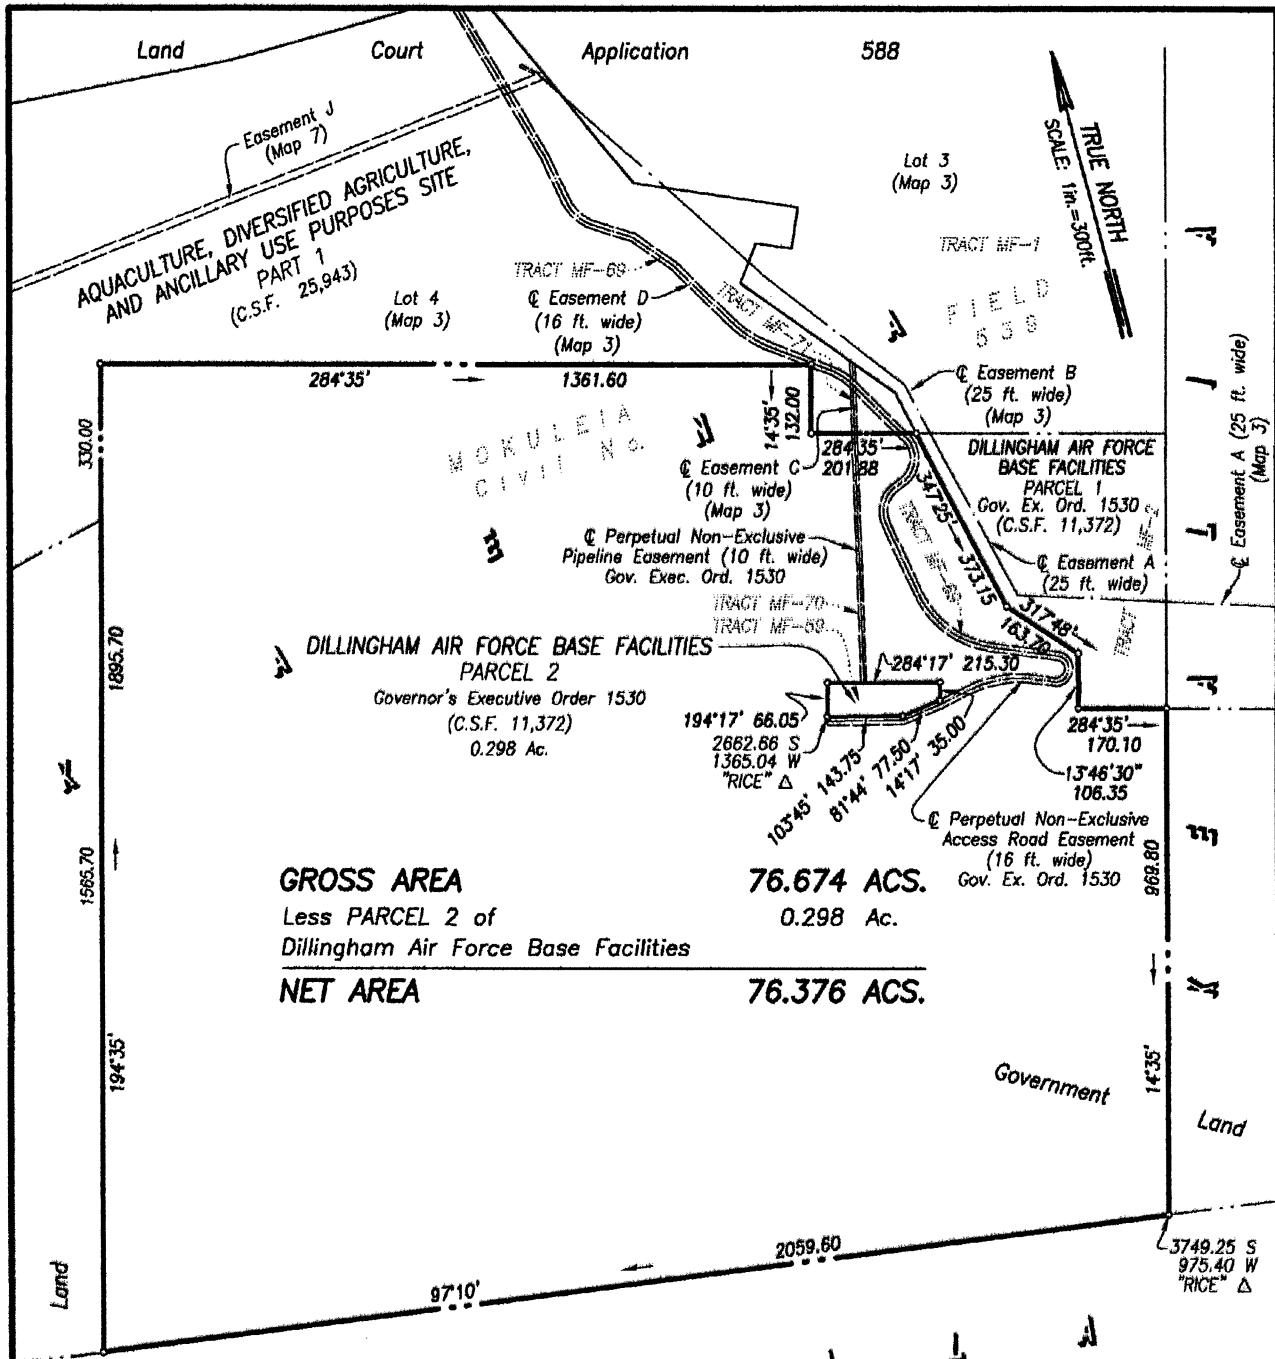 Land Court Application 588
TRUE NORTH
SCALE: 1in.=300ft.
Easement J
(Map 7)
AQUACULTURE, DIVERSIFIED AGRICULTURE,
AND ANCILLARY USE PURPOSES SITE
PART 1
(C.S.F. 25,943)
Lot 3
(Map 3)
TRACT MF-1
FIELD
539
TRACT MF-69
℄ Easement D
(16 ft. wide)
(Map 3)
Lot 4
(Map 3)
TRACT MF-71
℄ Easement B
(25 ft. wide)
(Map 3)
℄ Easement A (25 ft. wide)
(Map 3)
284°35' 1361.60
14°35'
132.00
284°35'
201.88
330.00
MOKULEIA
CIVIL No.
℄ Easement C
(10 ft. wide)
(Map 3)
DILLINGHAM AIR FORCE
BASE FACILITIES
PARCEL 1
Gov. Ex. Ord. 1530
(C.S.F. 11,372)
347°25' 373.15
℄ Perpetual Non-Exclusive
Pipeline Easement (10 ft. wide)
Gov. Exec. Ord. 1530
TRACT MF-69
℄ Easement A
(25 ft. wide)
TRACT MF-2
317°48'
163.70
TRACT MF-70
TRACT MF-59
DILLINGHAM AIR FORCE BASE FACILITIES
PARCEL 2
Governor's Executive Order 1530
(C.S.F. 11,372)
0.298 Ac.
284°17' 215.30
194°17' 66.05
2662.66 S
1365.04 W
"RICE" △
103°45' 143.75
81°44' 77.50
14°17' 35.00
284°35'
170.10
13°46'30"
106.35
℄ Perpetual Non-Exclusive
Access Road Easement
(16 ft. wide)
Gov. Ex. Ord. 1530
1895.70
1565.70
194°35'
969.80
14°35'
GROSS AREA 76.674 ACS.
Less PARCEL 2 of 0.298 Ac.
Dillingham Air Force Base Facilities
NET AREA 76.376 ACS.
Government
Land
Land
2059.60
97°10'
3749.25 S
975.40 W
"RICE" △